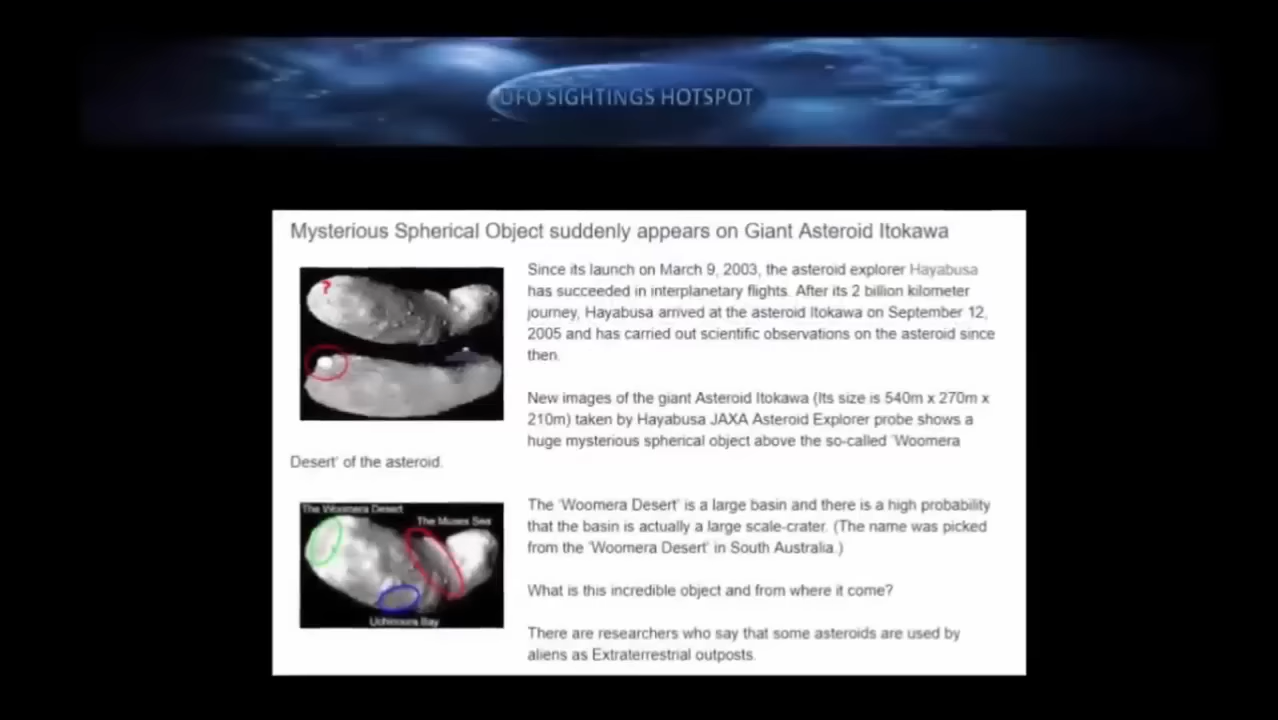 UFO SIGHTINGS HOTSPOT
Mysterious Spherical Object suddenly appears on Giant Asteroid Itokawa
?
Since its launch on March 9, 2003, the asteroid explorer Hayabusa
has succeeded in interplanetary flights. After its 2 billion kilometer
journey, Hayabusa arrived at the asteroid Itokawa on September 12,
2005 and has carried out scientific observations on the asteroid since
then.
New images of the giant Asteroid Itokawa (Its size is 540m x 270m x
210m) taken by Hayabusa JAXA Asteroid Explorer probe shows a
huge mysterious spherical object above the so-called 'Woomera
Desert' of the asteroid.
The Woomera Desert
The Muses Sea
Uchinoura Bay
The 'Woomera Desert' is a large basin and there is a high probability
that the basin is actually a large scale-crater. (The name was picked
from the 'Woomera Desert' in South Australia.)
What is this incredible object and from where it come?
There are researchers who say that some asteroids are used by
aliens as Extraterrestrial outposts.